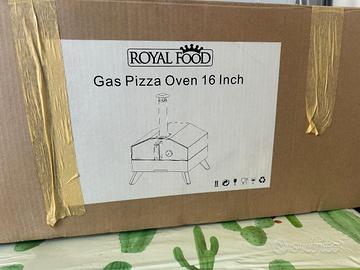 ROYAL FOOD
Gas Pizza Oven 16 Inch